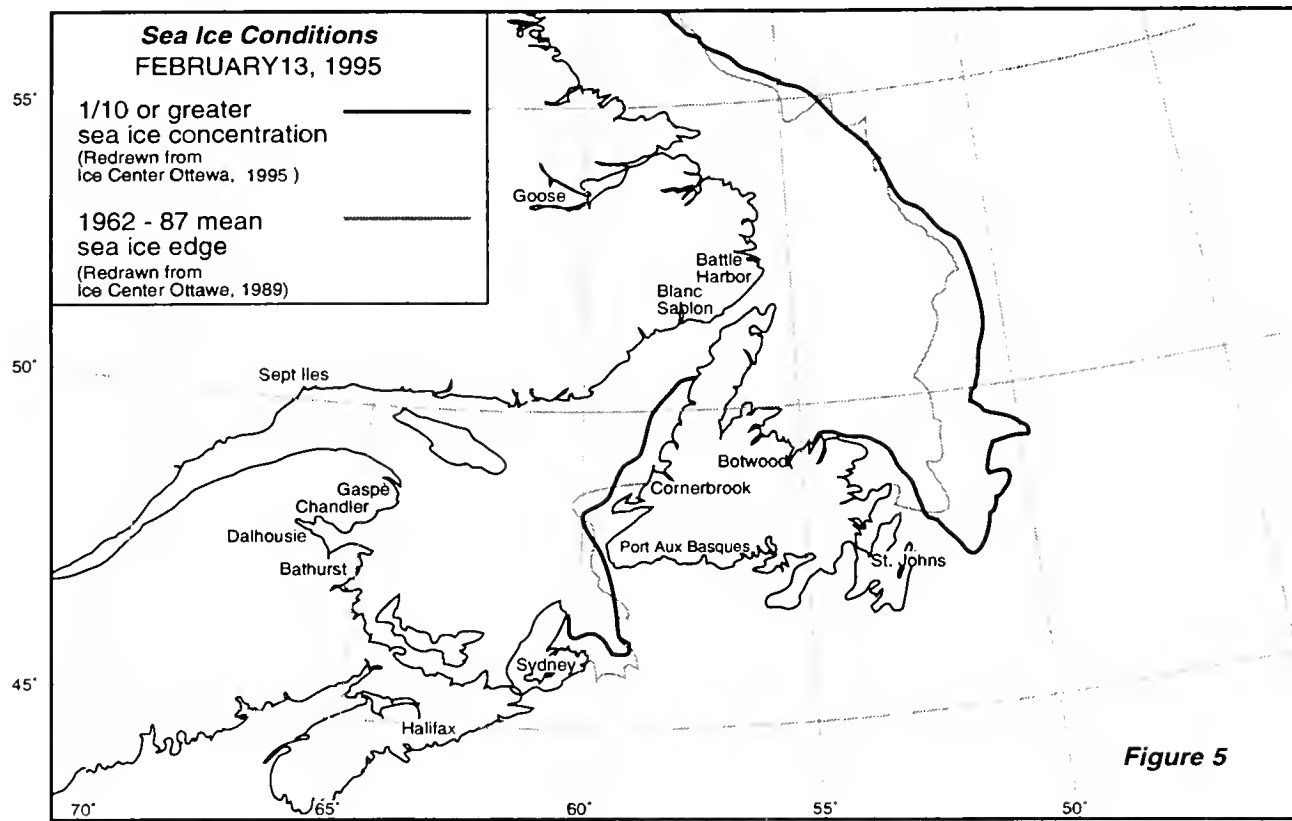 Sea Ice Conditions
FEBRUARY13, 1995
1/10 or greater
sea ice concentration
(Redrawn from
Ice Center Ottawa, 1995 )
1962 - 87 mean
sea ice edge
(Redrawn from
Ice Center Ottawe, 1989)
55°
Goose
Battle
Harbor
Blanc
Sablon
50°
Sept Iles
Botwood
Cornerbrook
Gaspè
Chandler
Dalhousie
Port Aux Basques
St. Johns
Bathurst
Sydney
45°
Halifax
Figure 5
70°
65°
60°
55°
50°